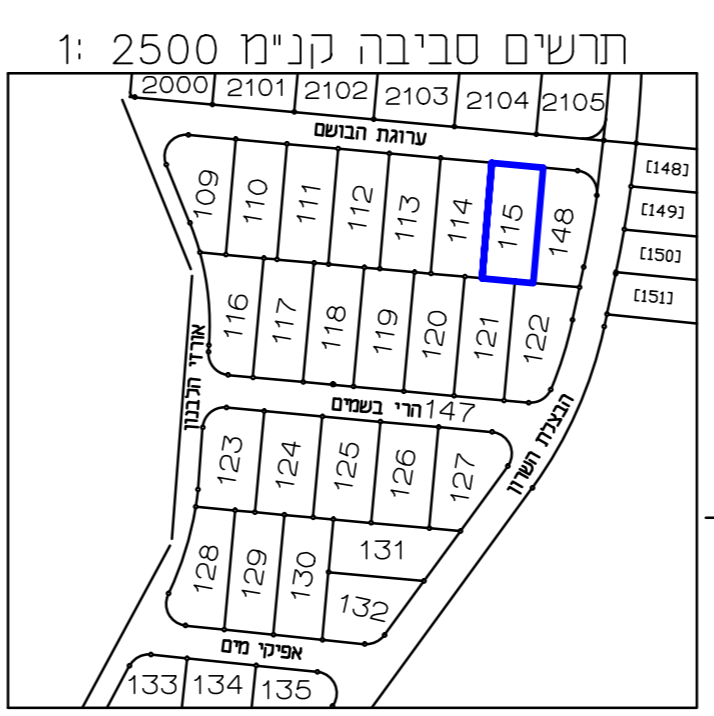 תרשים סביבה קנ"מ 2500 :1
2000 2101 2102 2103 2104 2105
ערוגת הבושם
[148]
[149]
[150]
[151]
109 110 111 112 113 114 115 148
116 117 118 119 120 121 122
אורזי הלבנון
הבצלת השרון
הרי בשמים 147
123 124 125 126 127
128 129 130 131
132
אפיקי מים
133 134 135